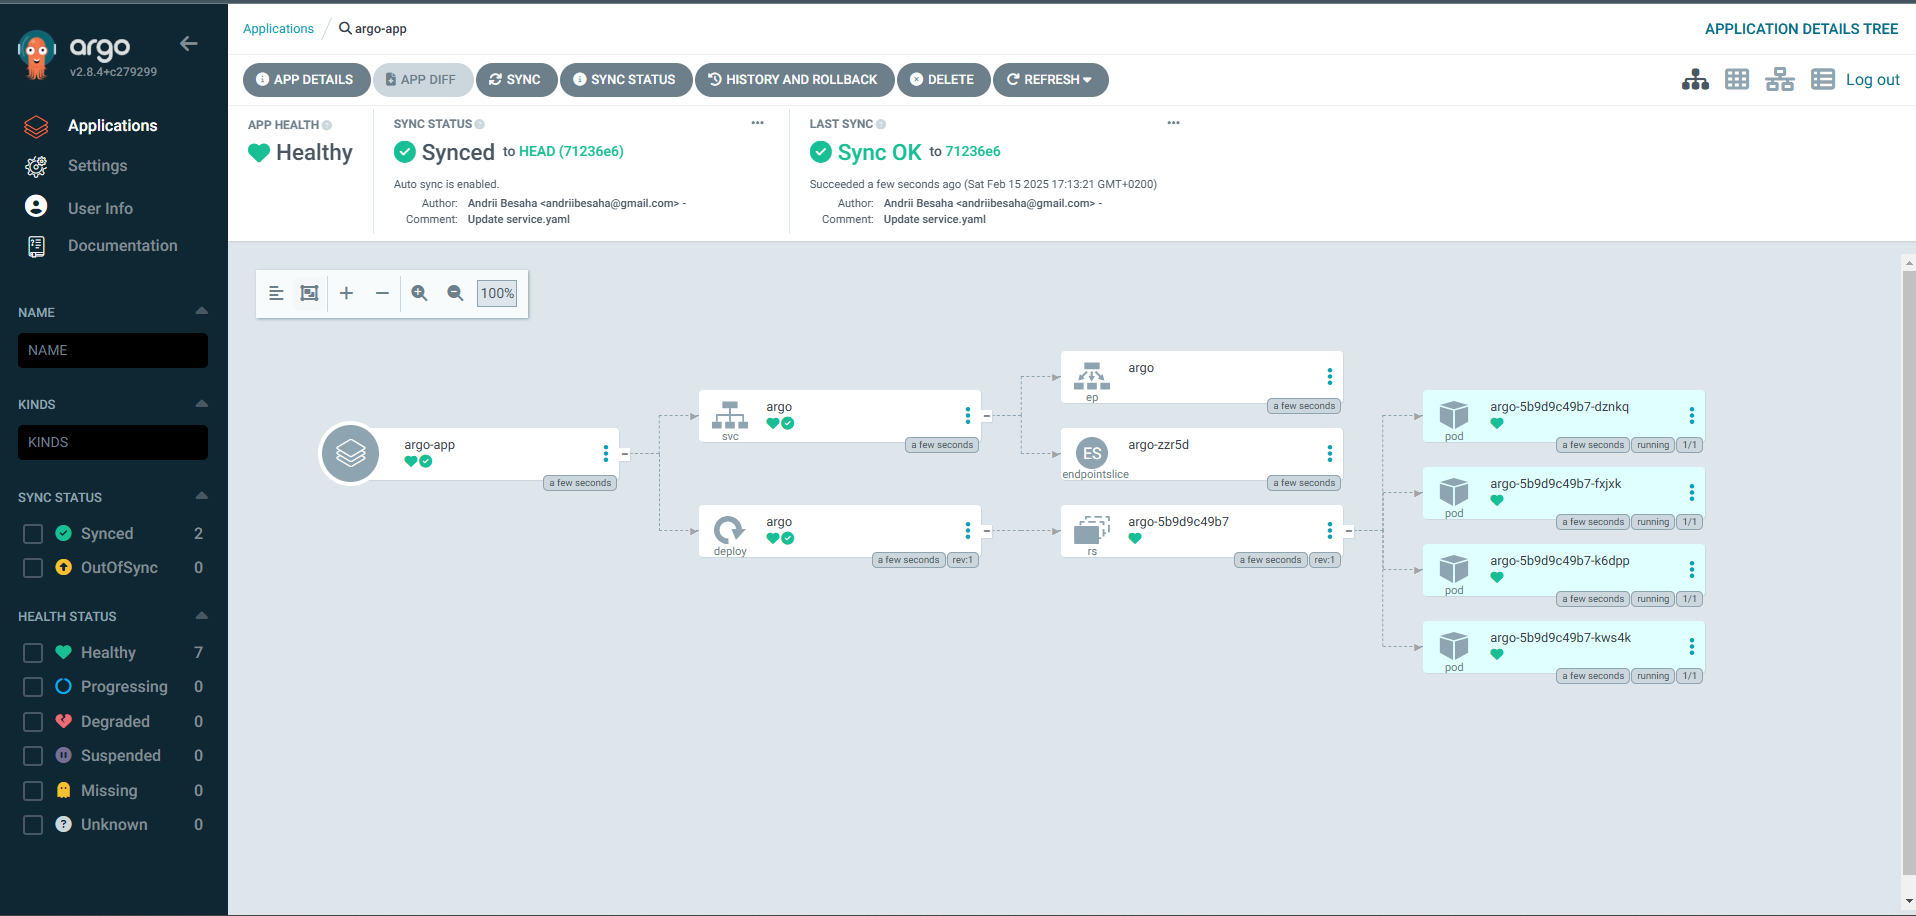 argo
v2.8.4+c279299
Applications
Settings
User Info
Documentation
NAME
NAME
KINDS
KINDS
SYNC STATUS
Synced 2
OutOfSync 0
HEALTH STATUS
Healthy 7
Progressing 0
Degraded 0
Suspended 0
Missing 0
Unknown 0
Applications / argo-app
APPLICATION DETAILS TREE
APP DETAILS APP DIFF SYNC SYNC STATUS HISTORY AND ROLLBACK DELETE REFRESH
Log out
APP HEALTH
Healthy
SYNC STATUS
Synced to HEAD (71236e6)
Auto sync is enabled.
Author: Andrii Besaha <andriibesaha@gmail.com> -
Comment: Update service.yaml
LAST SYNC
Sync OK to 71236e6
Succeeded a few seconds ago (Sat Feb 15 2025 17:13:21 GMT+0200)
Author: Andrii Besaha <andriibesaha@gmail.com> -
Comment: Update service.yaml
100%
argo-app
a few seconds
argo
svc
a few seconds
argo
deploy
a few seconds rev:1
argo
ep
a few seconds
ES
argo-zzr5d
endpointslice
a few seconds
argo-5b9d9c49b7
rs
a few seconds rev:1
argo-5b9d9c49b7-dznkq
pod
a few seconds running 1/1
argo-5b9d9c49b7-fxjxk
pod
a few seconds running 1/1
argo-5b9d9c49b7-k6dpp
pod
a few seconds running 1/1
argo-5b9d9c49b7-kws4k
pod
a few seconds running 1/1